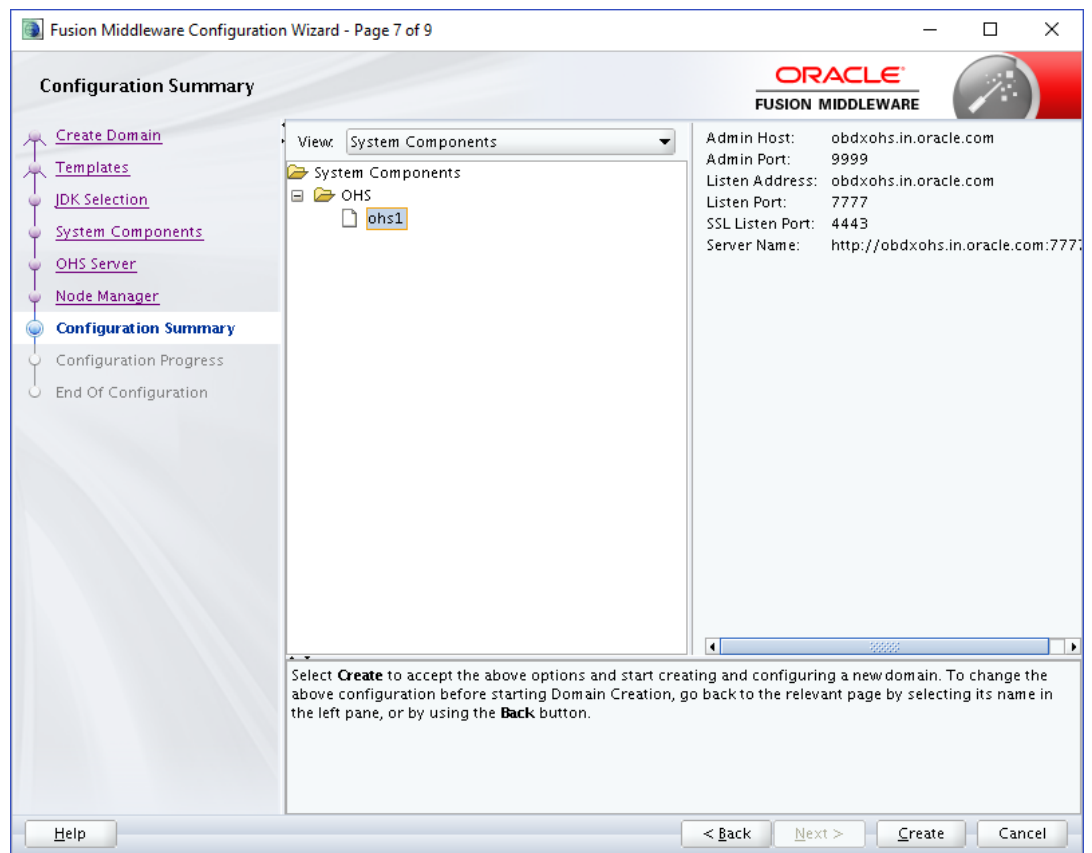 Fusion Middleware Configuration Wizard - Page 7 of 9
Configuration Summary
ORACLE
FUSION MIDDLEWARE
Create Domain
Templates
JDK Selection
System Components
OHS Server
Node Manager
Configuration Summary
Configuration Progress
End Of Configuration
View: System Components
System Components
OHS
ohs1
Admin Host: obdxohs.in.oracle.com
Admin Port: 9999
Listen Address: obdxohs.in.oracle.com
Listen Port: 7777
SSL Listen Port: 4443
Server Name: http://obdxohs.in.oracle.com:7777
Select Create to accept the above options and start creating and configuring a new domain. To change the
above configuration before starting Domain Creation, go back to the relevant page by selecting its name in
the left pane, or by using the Back button.
Help
< Back
Next >
Create
Cancel